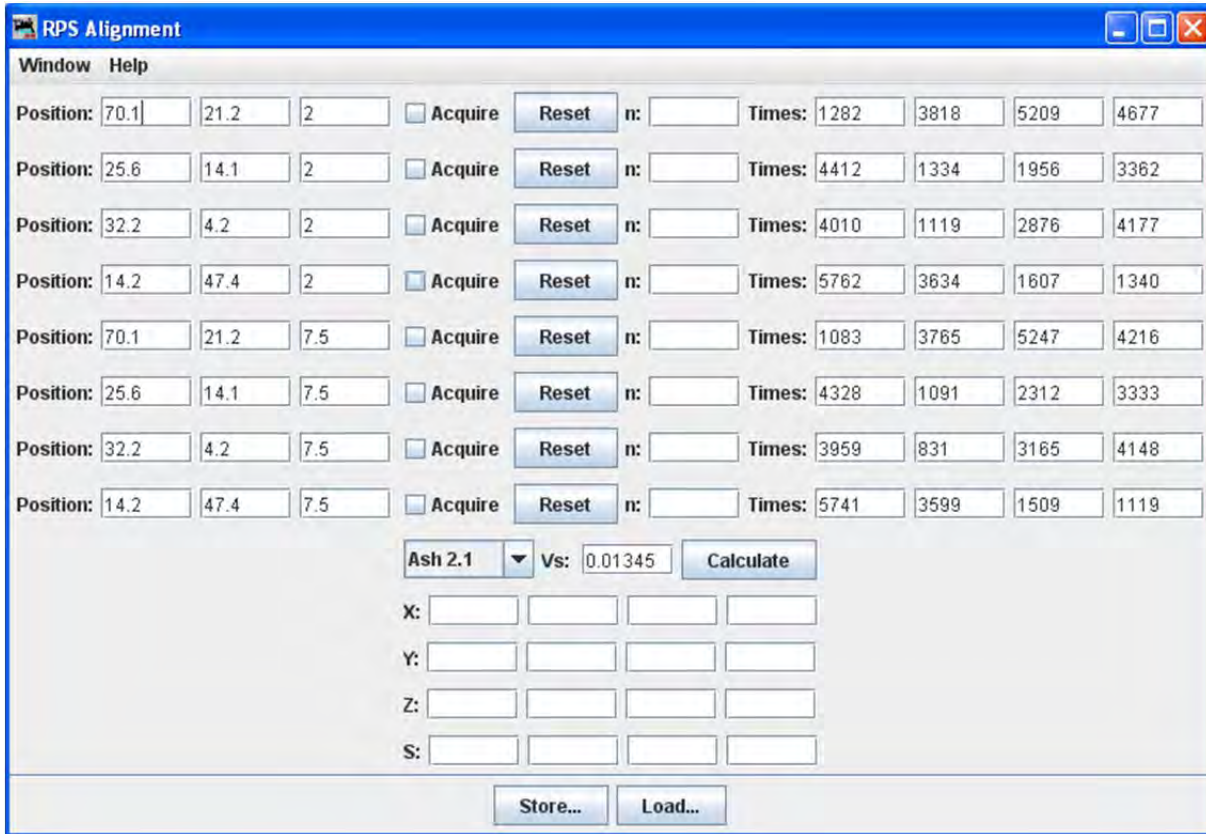 RPS Alignment
Window Help
Position: 70.1 21.2 2 Acquire Reset n: Times: 1282 3818 5209 4677
Position: 25.6 14.1 2 Acquire Reset n: Times: 4412 1334 1956 3362
Position: 32.2 4.2 2 Acquire Reset n: Times: 4010 1119 2876 4177
Position: 14.2 47.4 2 Acquire Reset n: Times: 5762 3634 1607 1340
Position: 70.1 21.2 7.5 Acquire Reset n: Times: 1083 3765 5247 4216
Position: 25.6 14.1 7.5 Acquire Reset n: Times: 4328 1091 2312 3333
Position: 32.2 4.2 7.5 Acquire Reset n: Times: 3959 831 3165 4148
Position: 14.2 47.4 7.5 Acquire Reset n: Times: 5741 3599 1509 1119
Ash 2.1 Vs: 0.01345 Calculate
X:
Y:
Z:
S:
Store... Load...